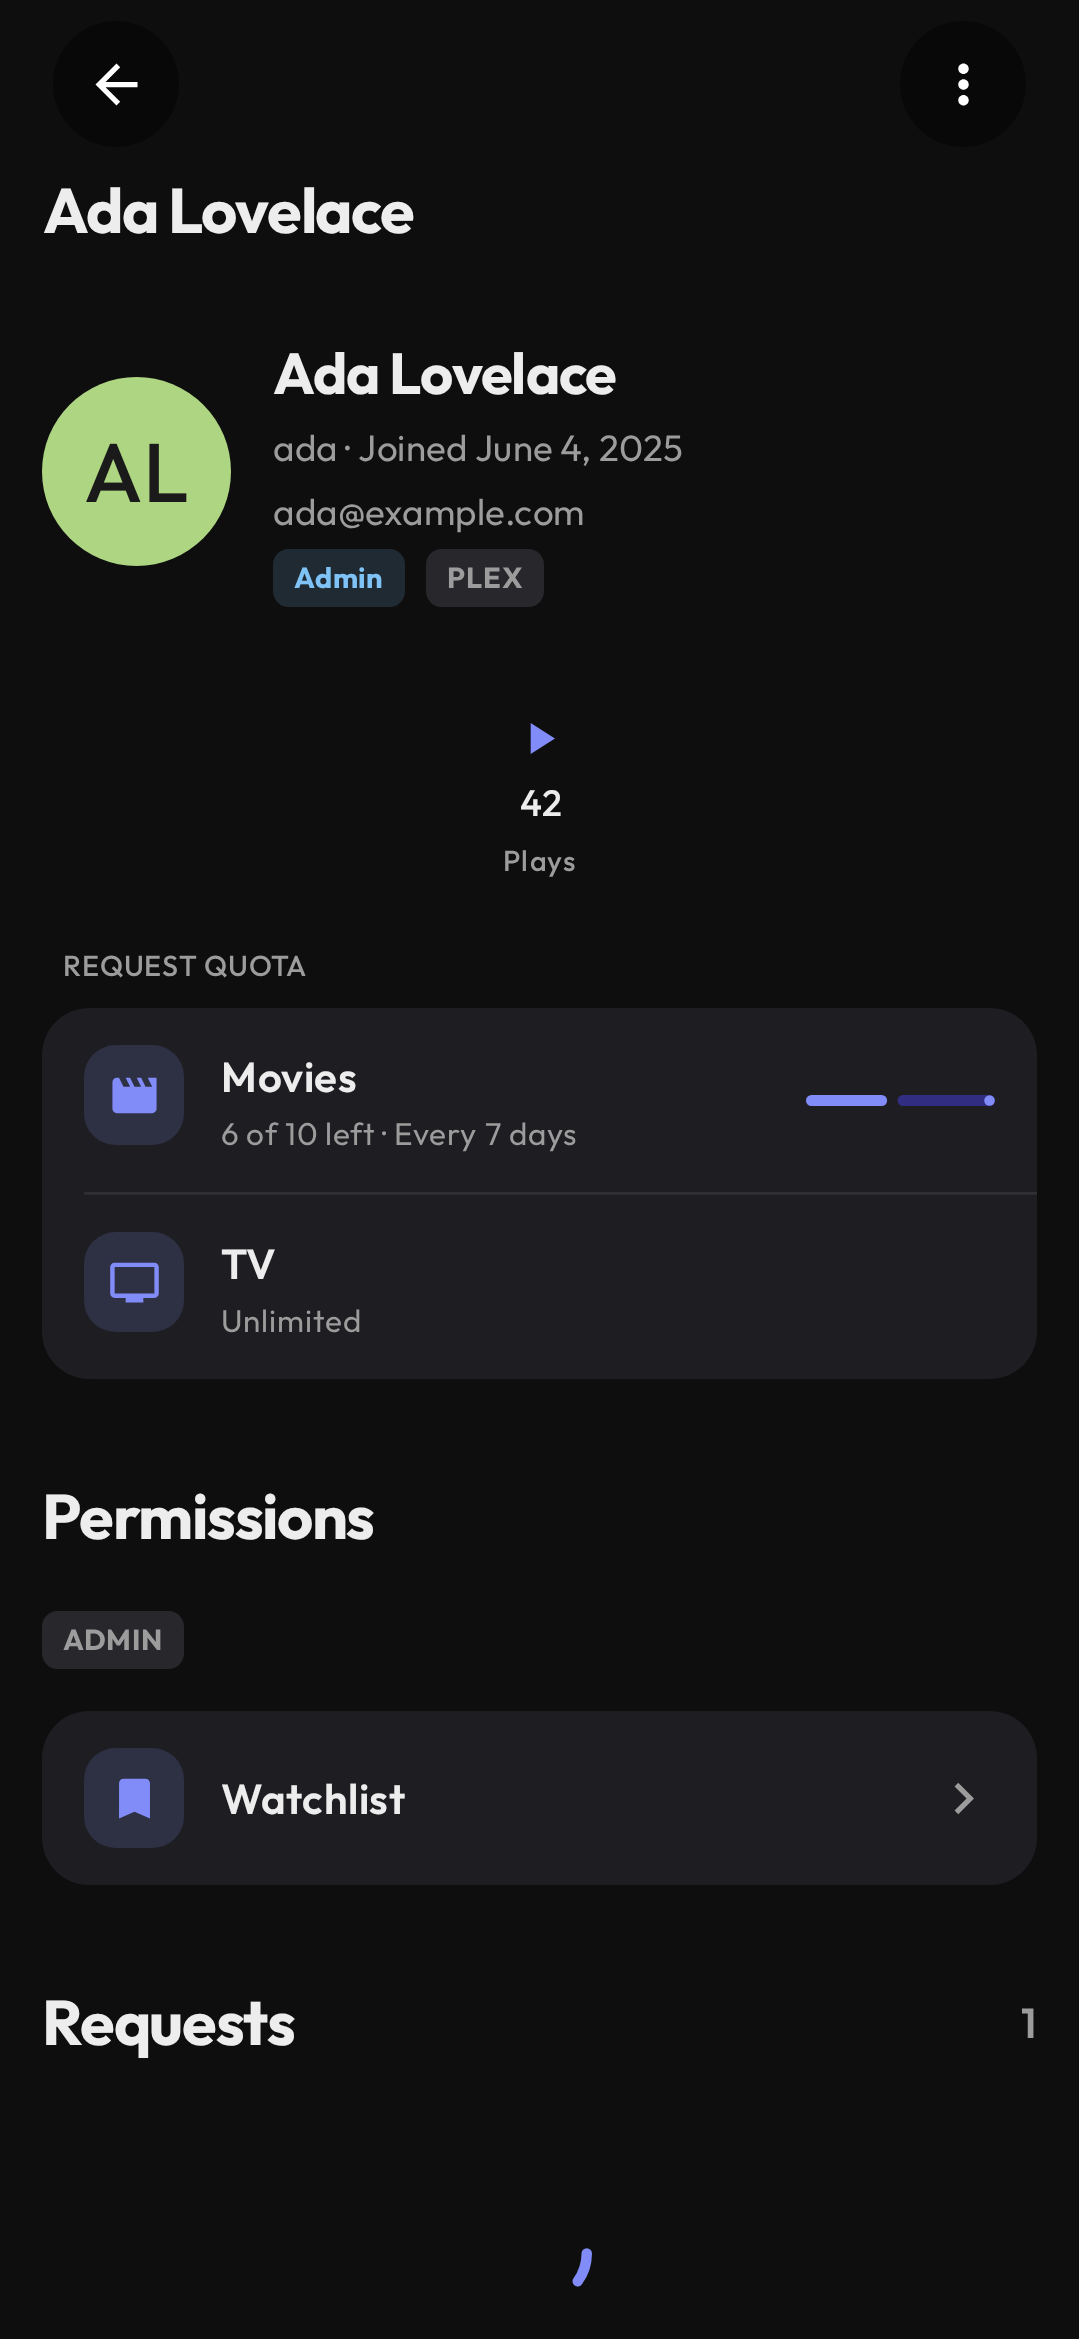 Ada Lovelace
AL
Ada Lovelace
ada · Joined June 4, 2025
ada@example.com
Admin PLEX
42
Plays
REQUEST QUOTA
Movies
6 of 10 left · Every 7 days
TV
Unlimited
Permissions
ADMIN
Watchlist
Requests 1